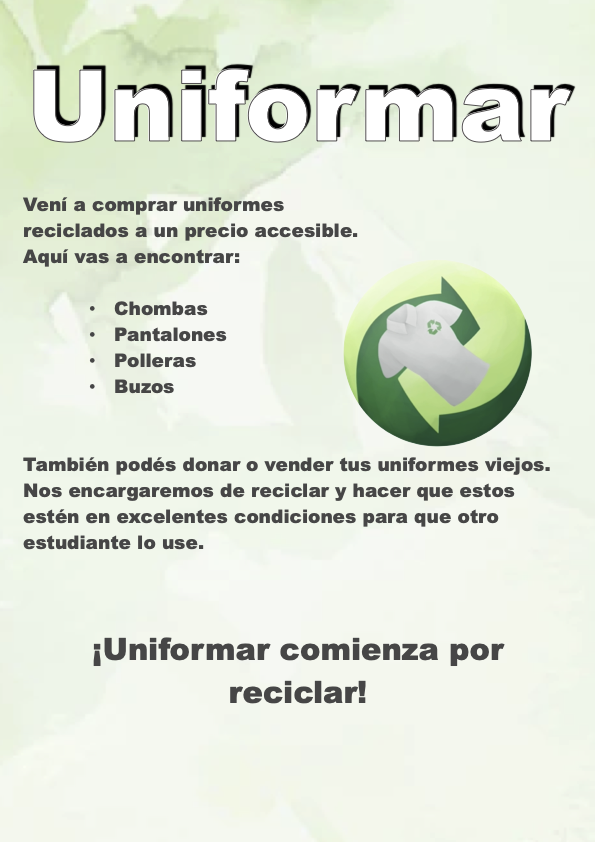 Uniformar
Vení a comprar uniformes
reciclados a un precio accesible.
Aquí vas a encontrar:
• Chombas
• Pantalones
• Polleras
• Buzos
También podés donar o vender tus uniformes viejos.
Nos encargaremos de reciclar y hacer que estos
estén en excelentes condiciones para que otro
estudiante lo use.
¡Uniformar comienza por
reciclar!